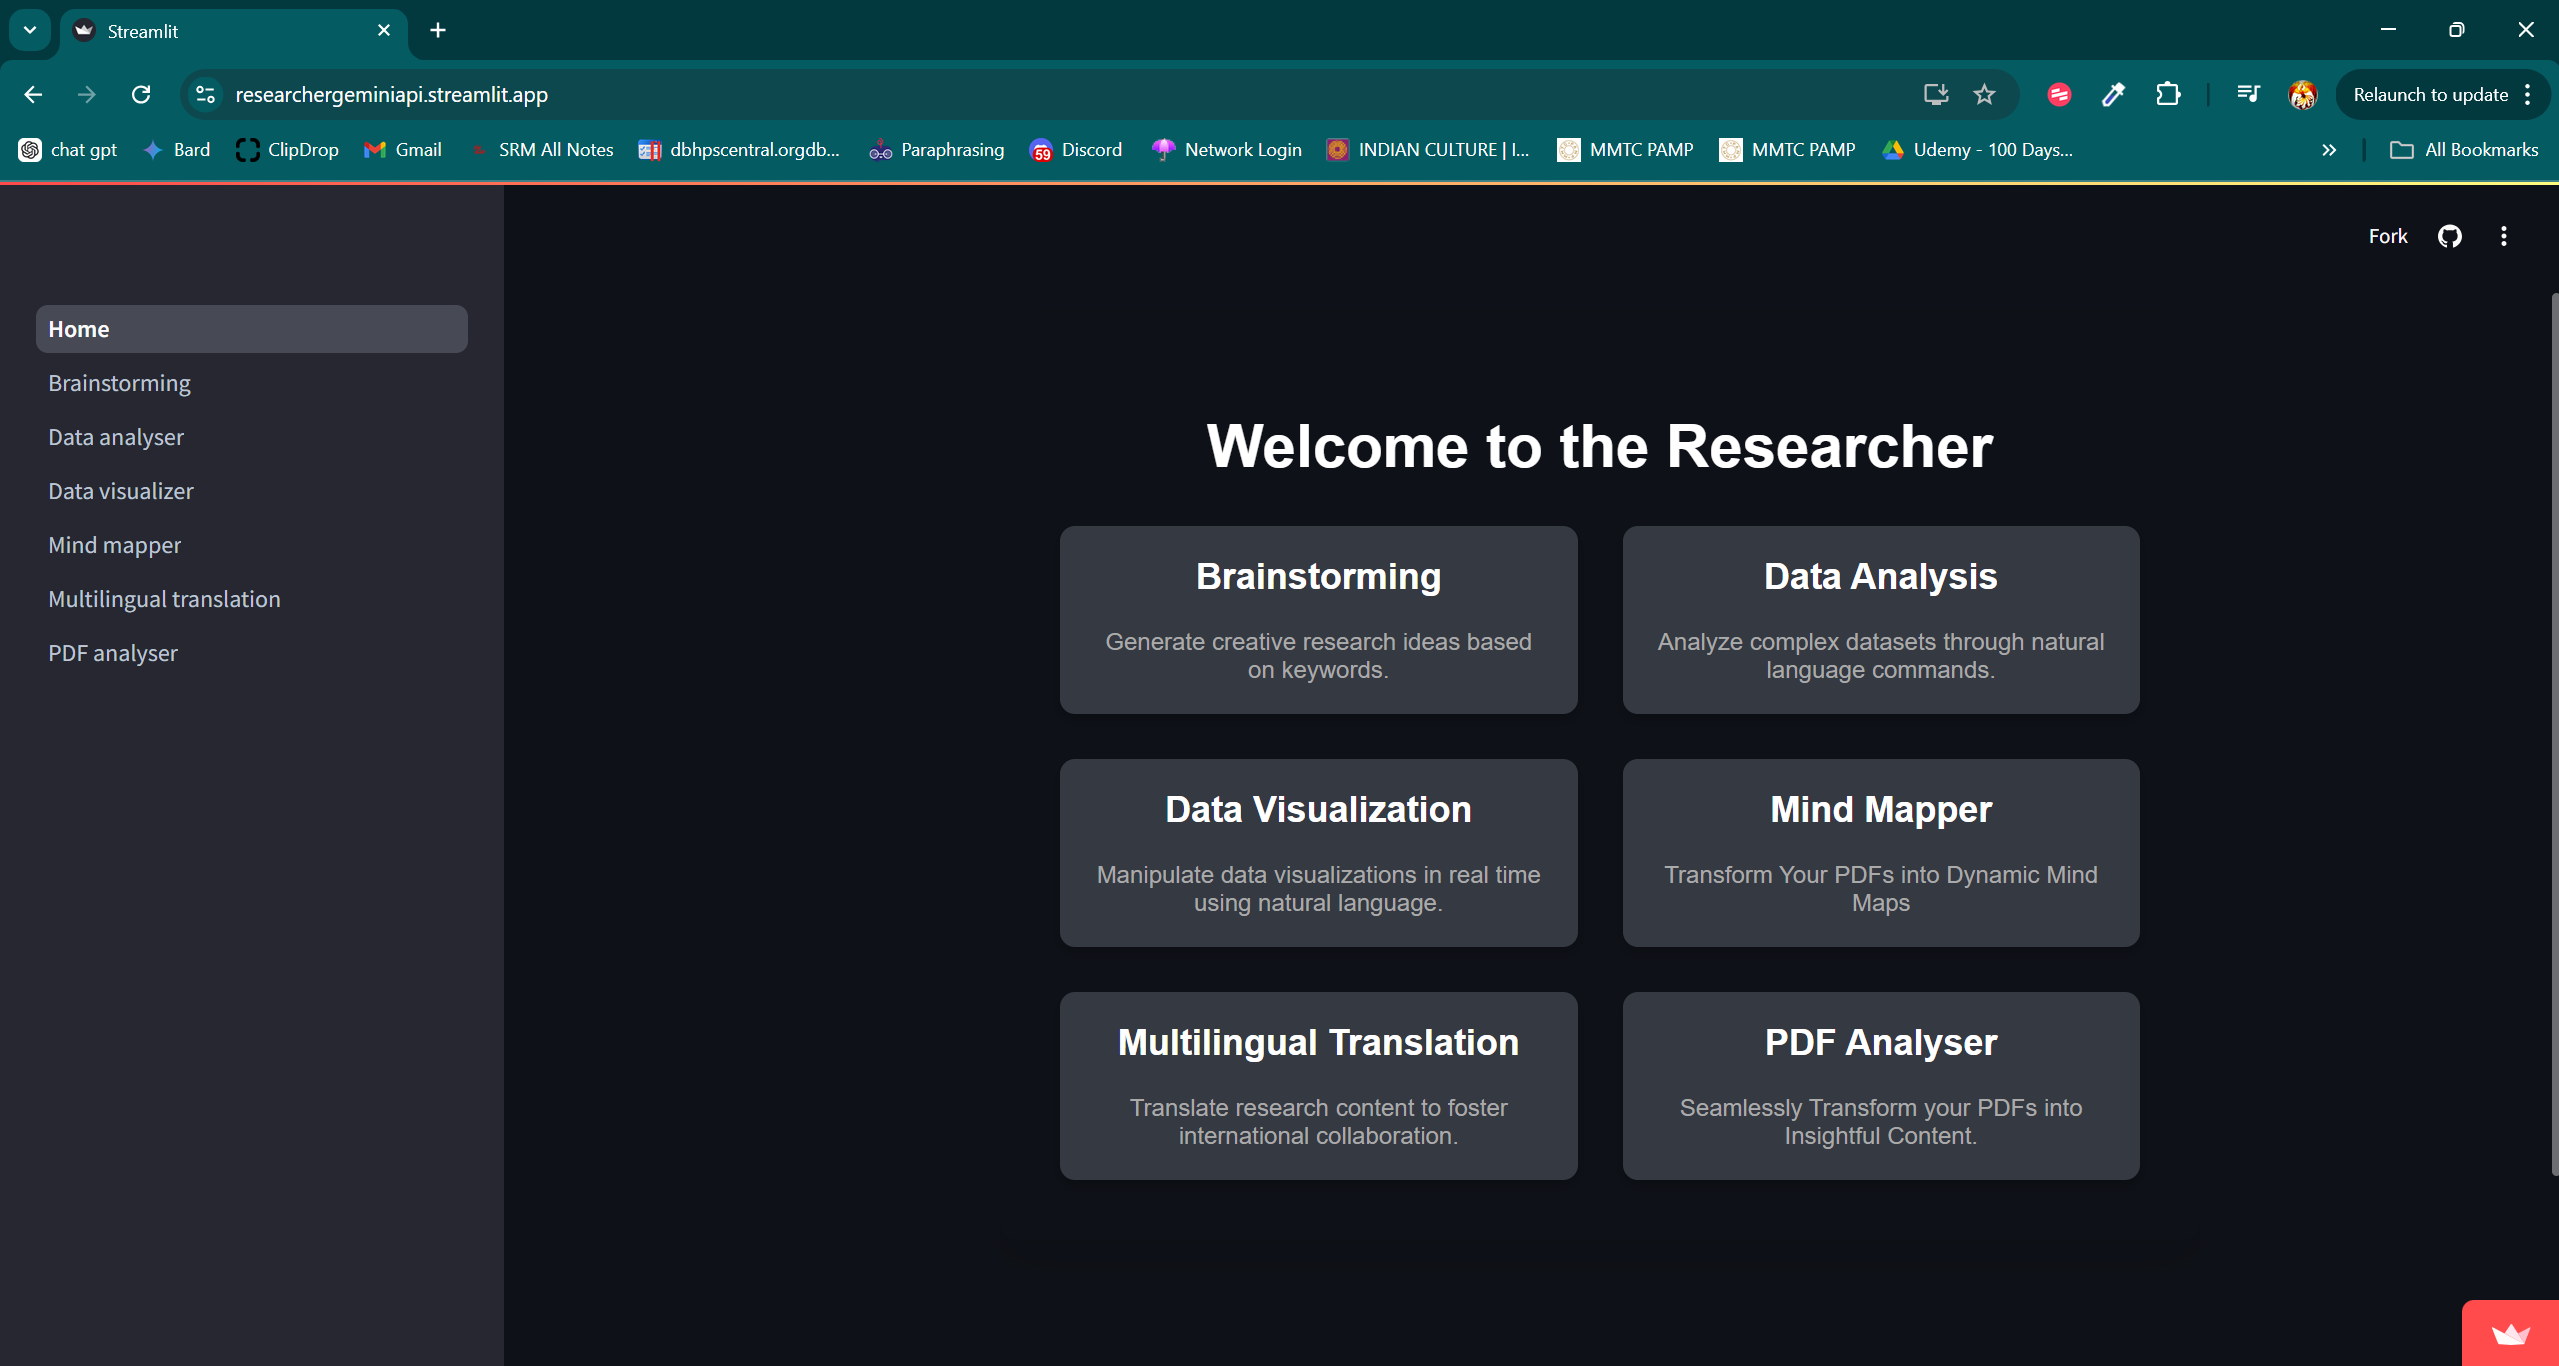 Streamlit
researchergeminiapi.streamlit.app
Relaunch to update
chat gpt
Bard
ClipDrop
Gmail
SRM All Notes
dbhpscentral.orgdb...
Paraphrasing
59
Discord
Network Login
INDIAN CULTURE | I...
MMTC PAMP
MMTC PAMP
Udemy - 100 Days...
All Bookmarks
Fork
Home
Brainstorming
Data analyser
Data visualizer
Mind mapper
Multilingual translation
PDF analyser
Welcome to the Researcher
Brainstorming
Generate creative research ideas based
on keywords.
Data Analysis
Analyze complex datasets through natural
language commands.
Data Visualization
Manipulate data visualizations in real time
using natural language.
Mind Mapper
Transform Your PDFs into Dynamic Mind
Maps
Multilingual Translation
Translate research content to foster
international collaboration.
PDF Analyser
Seamlessly Transform your PDFs into
Insightful Content.